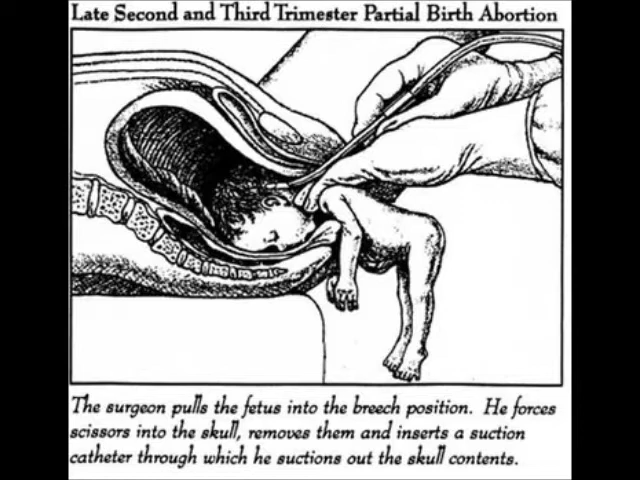 Late Second and Third Trimester Partial Birth Abortion
The surgeon pulls the fetus into the breech position. He forces
scissors into the skull, removes them and inserts a suction
catheter through which he suctions out the skull contents.